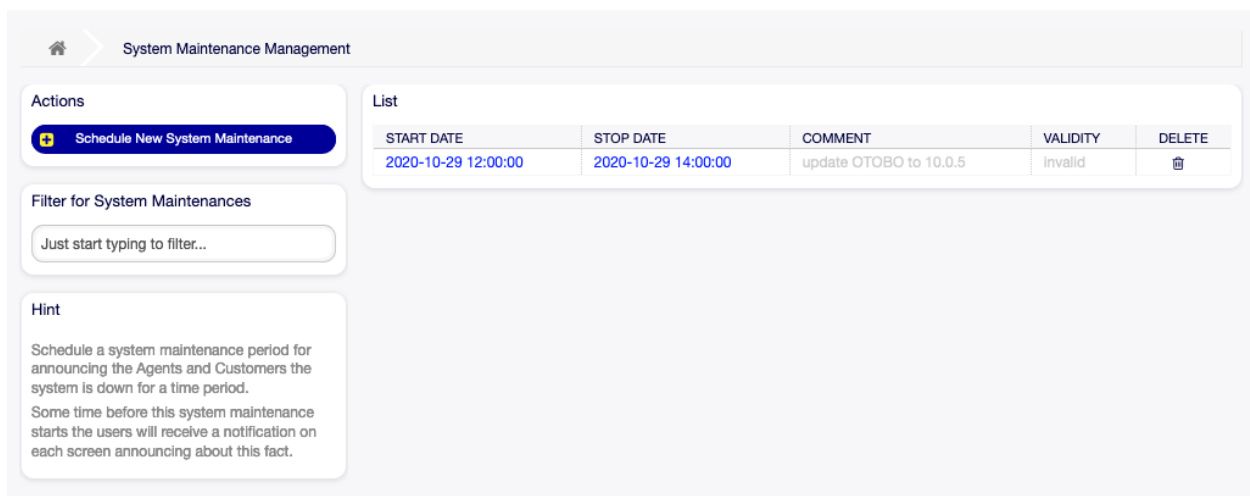 System Maintenance Management
Actions
Schedule New System Maintenance
Filter for System Maintenances
Just start typing to filter...
Hint
Schedule a system maintenance period for
announcing the Agents and Customers the
system is down for a time period.
Some time before this system maintenance
starts the users will receive a notification on
each screen announcing about this fact.
List
START DATE STOP DATE COMMENT VALIDITY DELETE
2020-10-29 12:00:00 2020-10-29 14:00:00 update OTOBO to 10.0.5 invalid